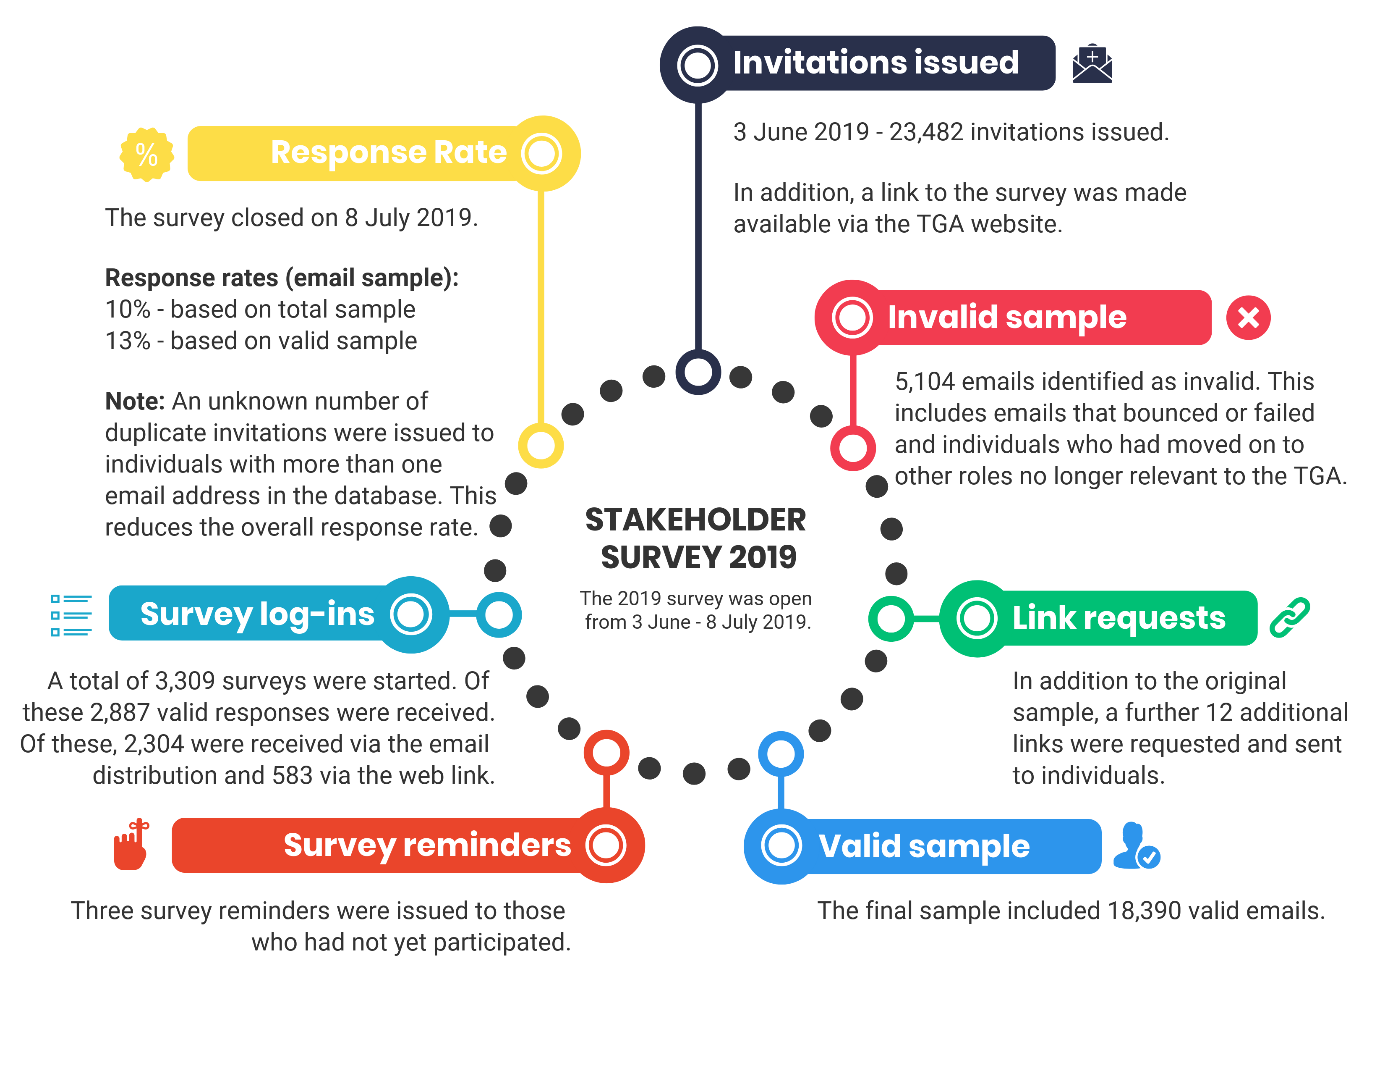 Invitations issued
3 June 2019 - 23,482 invitations issued.
In addition, a link to the survey was made
available via the TGA website.
Invalid sample
5,104 emails identified as invalid. This
includes emails that bounced or failed
and individuals who had moved on to
other roles no longer relevant to the TGA.
Link requests
In addition to the original
sample, a further 12 additional
links were requested and sent
to individuals.
Valid sample
The final sample included 18,390 valid emails.
Survey reminders
Three survey reminders were issued to those
who had not yet participated.
Survey log-ins
A total of 3,309 surveys were started. Of
these 2,887 valid responses were received.
Of these, 2,304 were received via the email
distribution and 583 via the web link.
%
Response Rate
The survey closed on 8 July 2019.
Response rates (email sample):
10% - based on total sample
13% - based on valid sample
Note: An unknown number of
duplicate invitations were issued to
individuals with more than one
email address in the database. This
reduces the overall response rate.
STAKEHOLDER
SURVEY 2019
The 2019 survey was open
from 3 June - 8 July 2019.